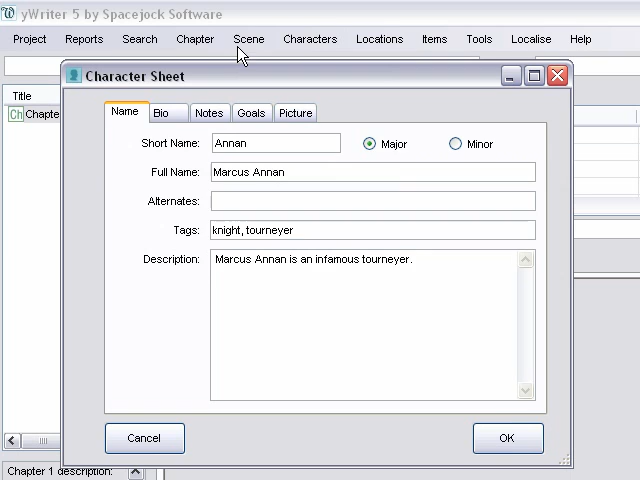 yWriter 5 by Spacejock Software
Project Reports Search Chapter Scene Characters Locations Items Tools Localise Help
Character Sheet
Title
Ch Chapte
Name Bio Notes Goals Picture
Short Name: Annan Major Minor
Full Name: Marcus Annan
Alternates:
Tags: knight, tourneyer
Description: Marcus Annan is an infamous tourneyer.
Cancel OK
Chapter 1 description: